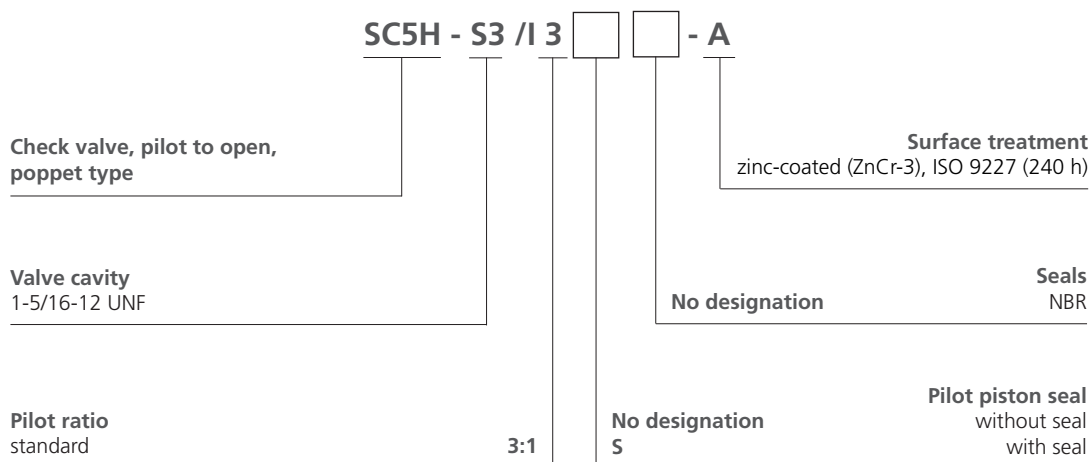 SC5H - S3 /I 3 - A
Check valve, pilot to open,
poppet type
Surface treatment
zinc-coated (ZnCr-3), ISO 9227 (240 h)
Valve cavity
1-5/16-12 UNF
Seals
No designation NBR
Pilot ratio
standard 3:1
Pilot piston seal
No designation without seal
S with seal